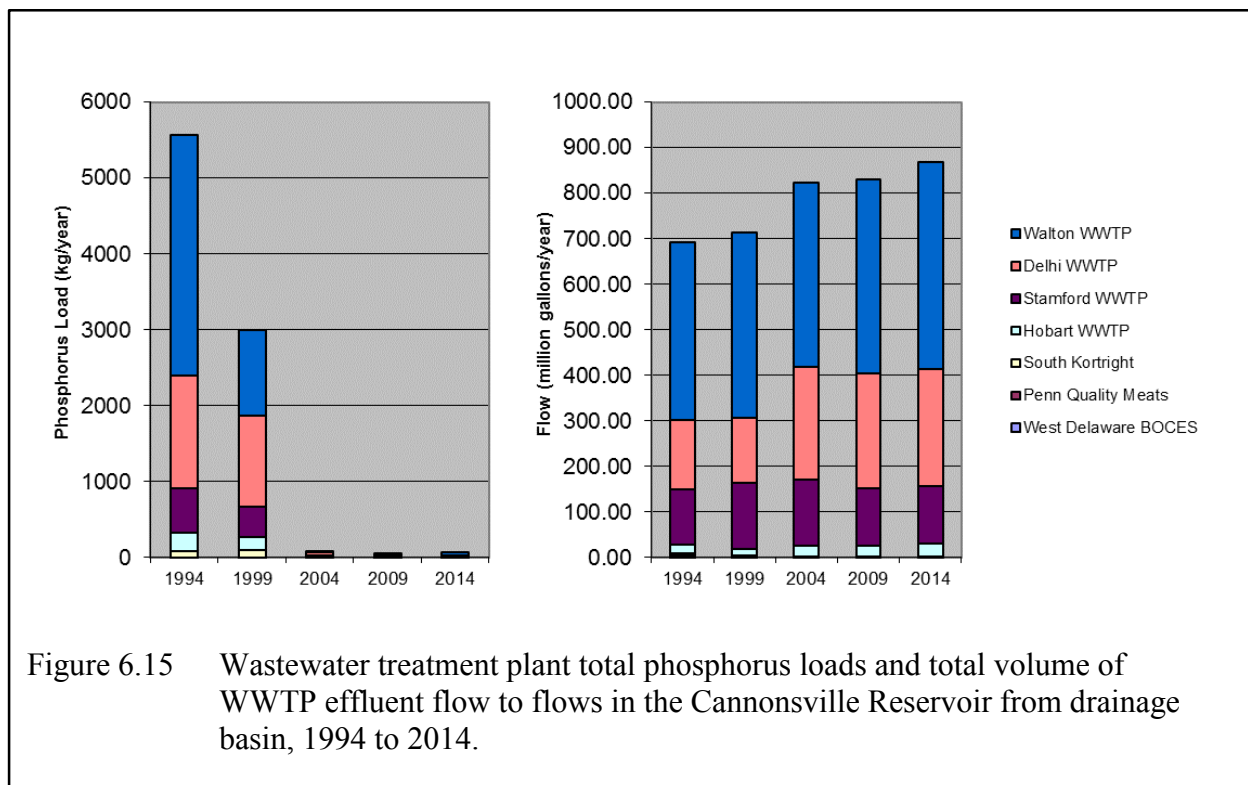 6000
5000
4000
3000
2000
1000
0
Phosphorus Load (kg/year)
1994 1999 2004 2009 2014
1000.00
900.00
800.00
700.00
600.00
500.00
400.00
300.00
200.00
100.00
0.00
Flow (million gallons/year)
1994 1999 2004 2009 2014
Walton WWTP
Delhi WWTP
Stamford WWTP
Hobart WWTP
South Kortright
Penn Quality Meats
West Delaware BOCES
Figure 6.15 Wastewater treatment plant total phosphorus loads and total volume of
WWTP effluent flow to flows in the Cannonsville Reservoir from drainage
basin, 1994 to 2014.